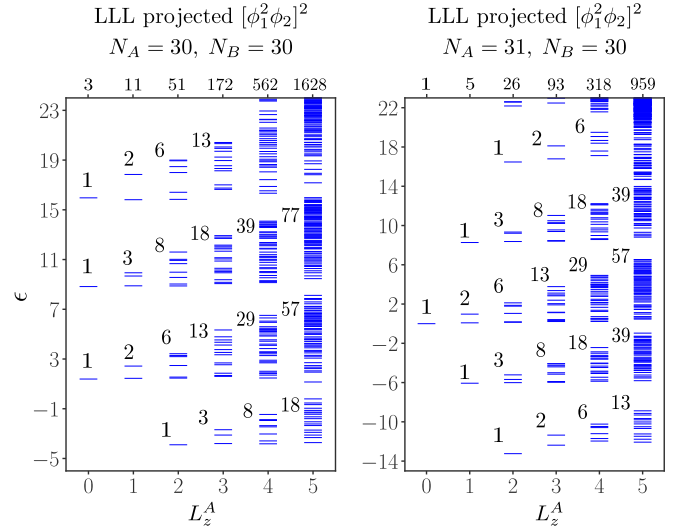 LLL projected [ϕ₁²ϕ₂]²
N_A = 30, N_B = 30
3 11 51 172 562 1628
23
19
15
11
7
3
−1
−5
ϵ
1 2 6 13
1 3 8 18 39 77
1 2 6 13 29 57
1 3 8 18
0 1 2 3 4 5
L_z^A
LLL projected [ϕ₁²ϕ₂]²
N_A = 31, N_B = 30
1 5 26 93 318 959
22
18
14
10
6
2
−2
−6
−10
−14
1 2 6
1 3 8 18 39
1 2 6 13 29 57
1 3 8 18 39
1 2 6 13
0 1 2 3 4 5
L_z^A